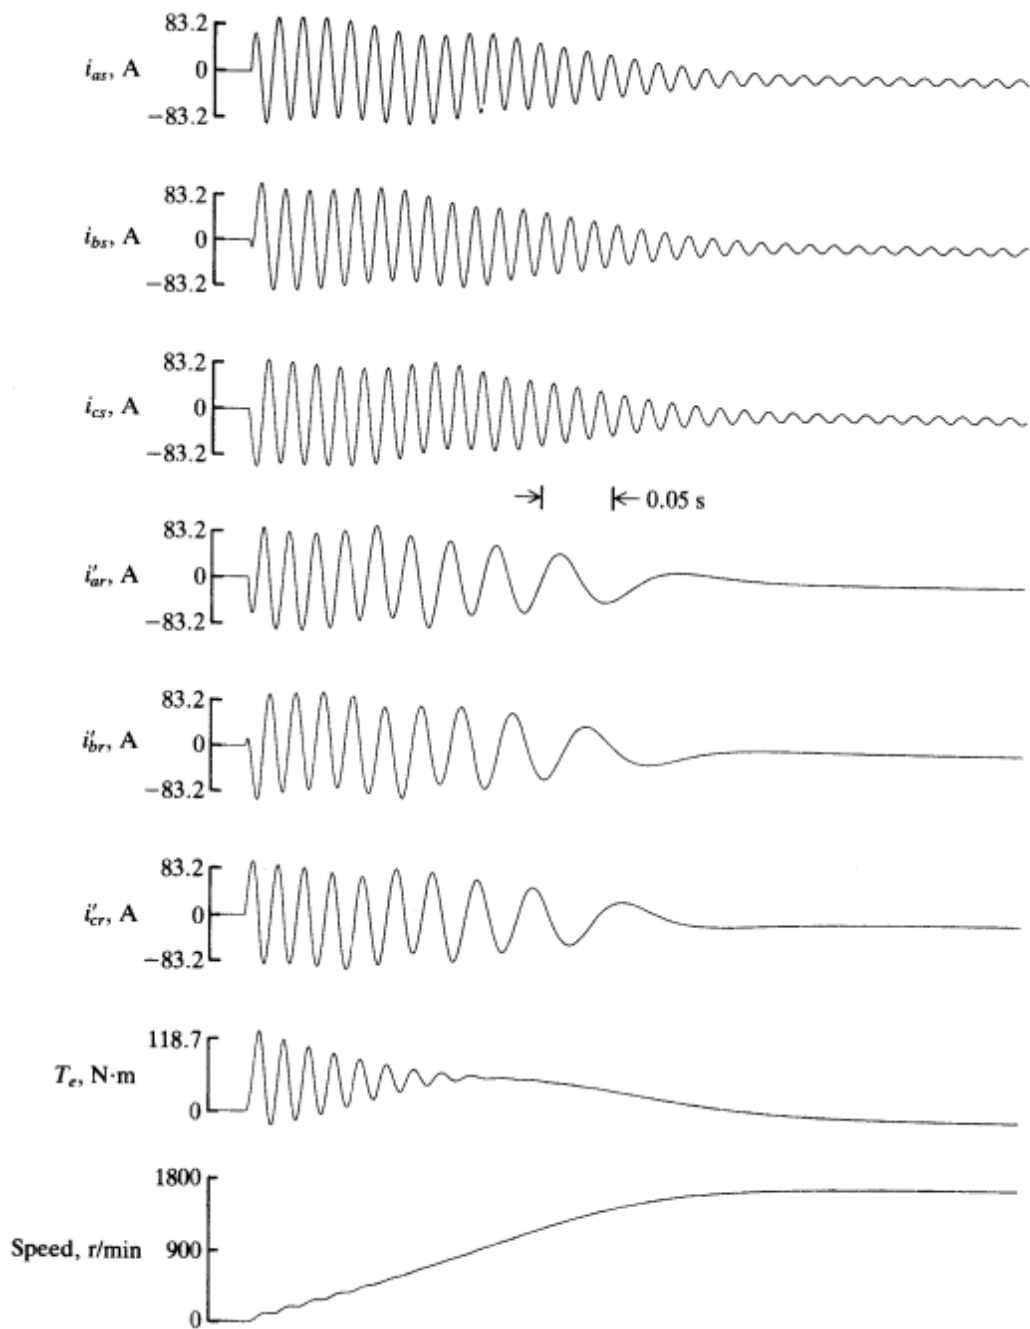 83.2
i_as, A
0
−83.2
83.2
i_bs, A
0
−83.2
83.2
i_cs, A
0
−83.2
0.05 s
83.2
i′_ar, A
0
−83.2
83.2
i′_br, A
0
−83.2
83.2
i′_cr, A
0
−83.2
118.7
T_e, N·m
0
1800
Speed, r/min
900
0